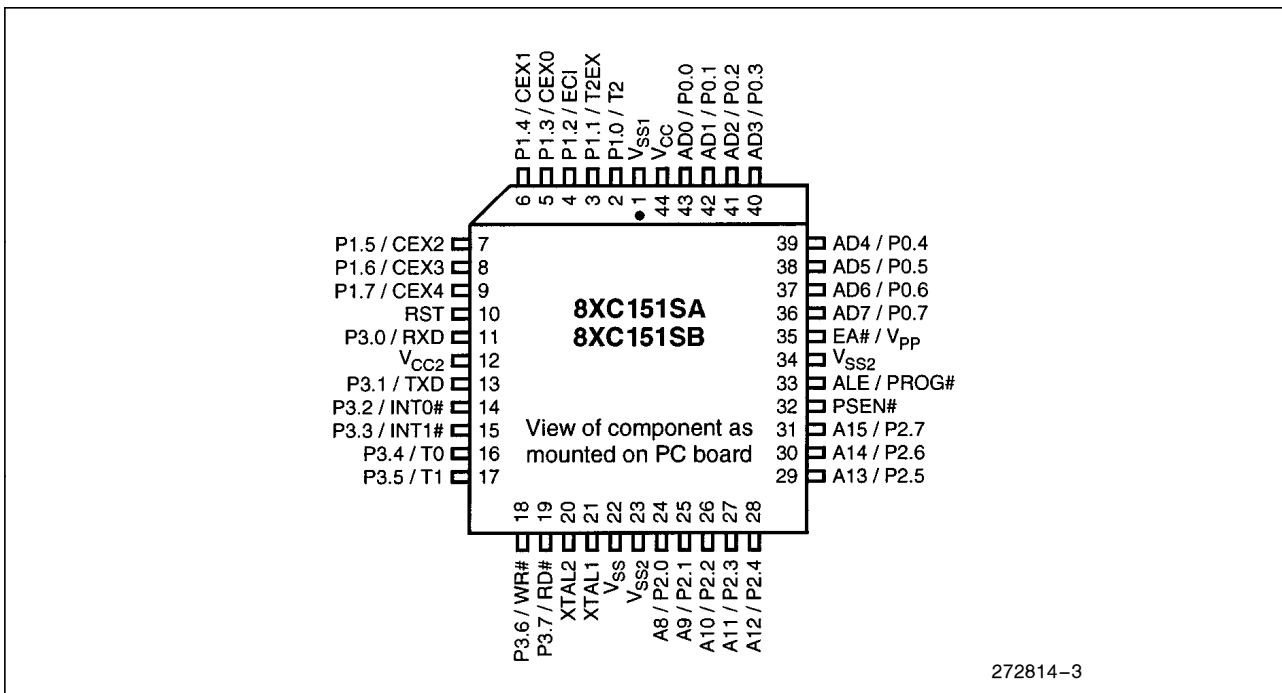 P1.4 / CEX1
P1.3 / CEX0
P1.2 / ECI
P1.1 / T2EX
P1.0 / T2
VSS1
VCC
AD0 / P0.0
AD1 / P0.1
AD2 / P0.2
AD3 / P0.3
6 5 4 3 2 1 44 43 42 41 40
P1.5 / CEX2 7
P1.6 / CEX3 8
P1.7 / CEX4 9
RST 10
P3.0 / RXD 11
VCC2 12
P3.1 / TXD 13
P3.2 / INT0# 14
P3.3 / INT1# 15
P3.4 / T0 16
P3.5 / T1 17
8XC151SA
8XC151SB
View of component as
mounted on PC board
39 AD4 / P0.4
38 AD5 / P0.5
37 AD6 / P0.6
36 AD7 / P0.7
35 EA# / VPP
34 VSS2
33 ALE / PROG#
32 PSEN#
31 A15 / P2.7
30 A14 / P2.6
29 A13 / P2.5
18 19 20 21 22 23 24 25 26 27 28
P3.6 / WR#
P3.7 / RD#
XTAL2
XTAL1
VSS
VSS2
A8 / P2.0
A9 / P2.1
A10 / P2.2
A11 / P2.3
A12 / P2.4
272814–3